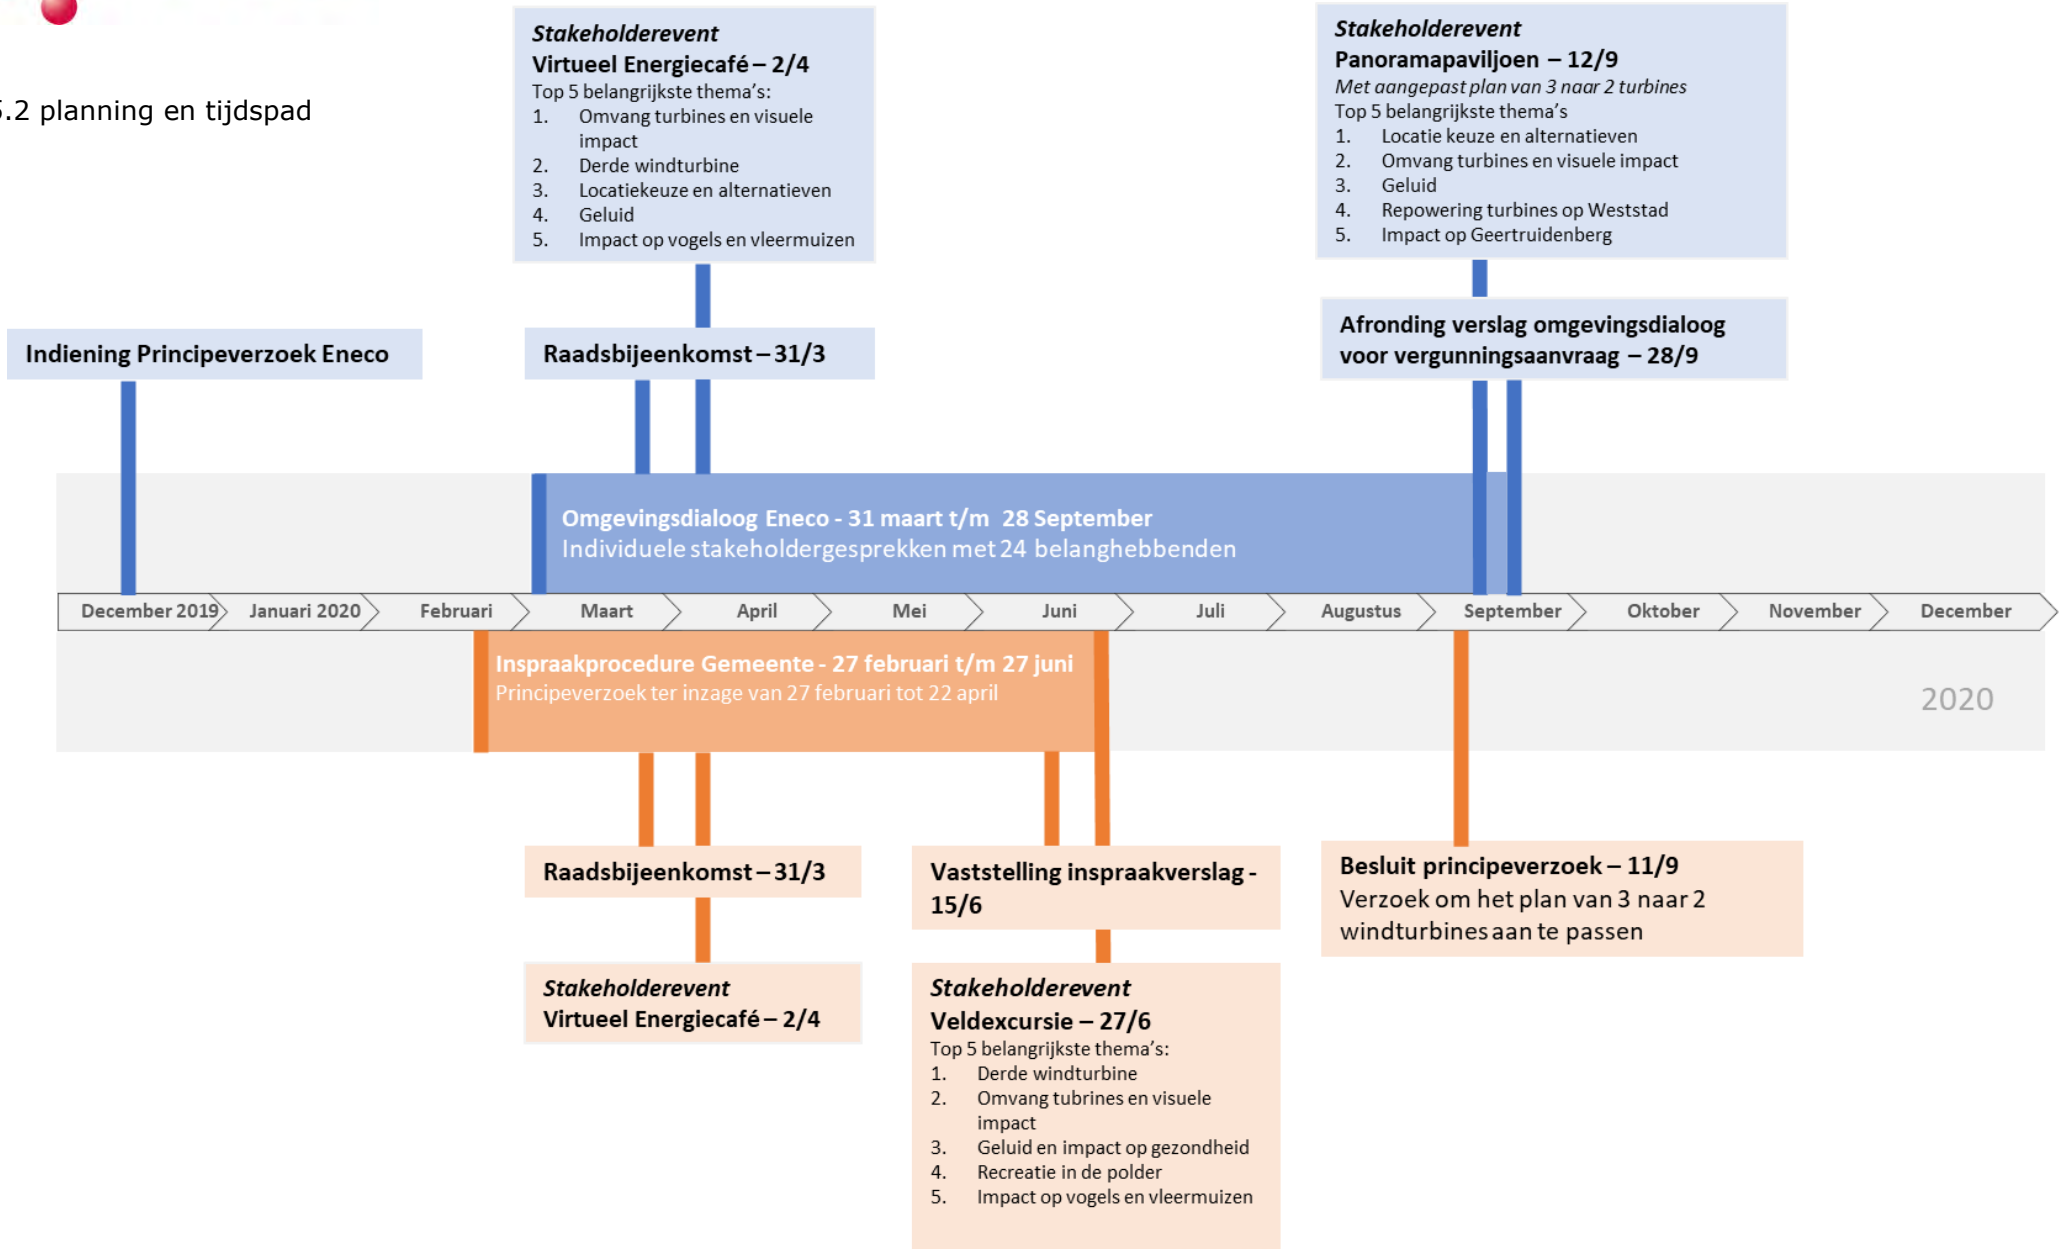 5.2 planning en tijdspad
Stakeholderevent
Virtueel Energiecafé – 2/4
Top 5 belangrijkste thema's:
1. Omvang turbines en visuele
impact
2. Derde windturbine
3. Locatiekeuze en alternatieven
4. Geluid
5. Impact op vogels en vleermuizen
Stakeholderevent
Panoramapaviljoen – 12/9
Met aangepast plan van 3 naar 2 turbines
Top 5 belangrijkste thema's
1. Locatie keuze en alternatieven
2. Omvang turbines en visuele impact
3. Geluid
4. Repowering turbines op Weststad
5. Impact op Geertruidenberg
Indiening Principeverzoek Eneco
Raadsbijeenkomst – 31/3
Afronding verslag omgevingsdialoog
voor vergunningsaanvraag – 28/9
Omgevingsdialoog Eneco - 31 maart t/m 28 September
Individuele stakeholdergesprekken met 24 belanghebbenden
December 2019 Januari 2020 Februari Maart April Mei Juni Juli Augustus September Oktober November December
Inspraakprocedure Gemeente - 27 februari t/m 27 juni
Principeverzoek ter inzage van 27 februari tot 22 april
2020
Raadsbijeenkomst – 31/3
Stakeholderevent
Virtueel Energiecafé – 2/4
Vaststelling inspraakverslag -
15/6
Stakeholderevent
Veldexcursie – 27/6
Top 5 belangrijkste thema's:
1. Derde windturbine
2. Omvang tubrines en visuele
impact
3. Geluid en impact op gezondheid
4. Recreatie in de polder
5. Impact op vogels en vleermuizen
Besluit principeverzoek – 11/9
Verzoek om het plan van 3 naar 2
windturbines aan te passen